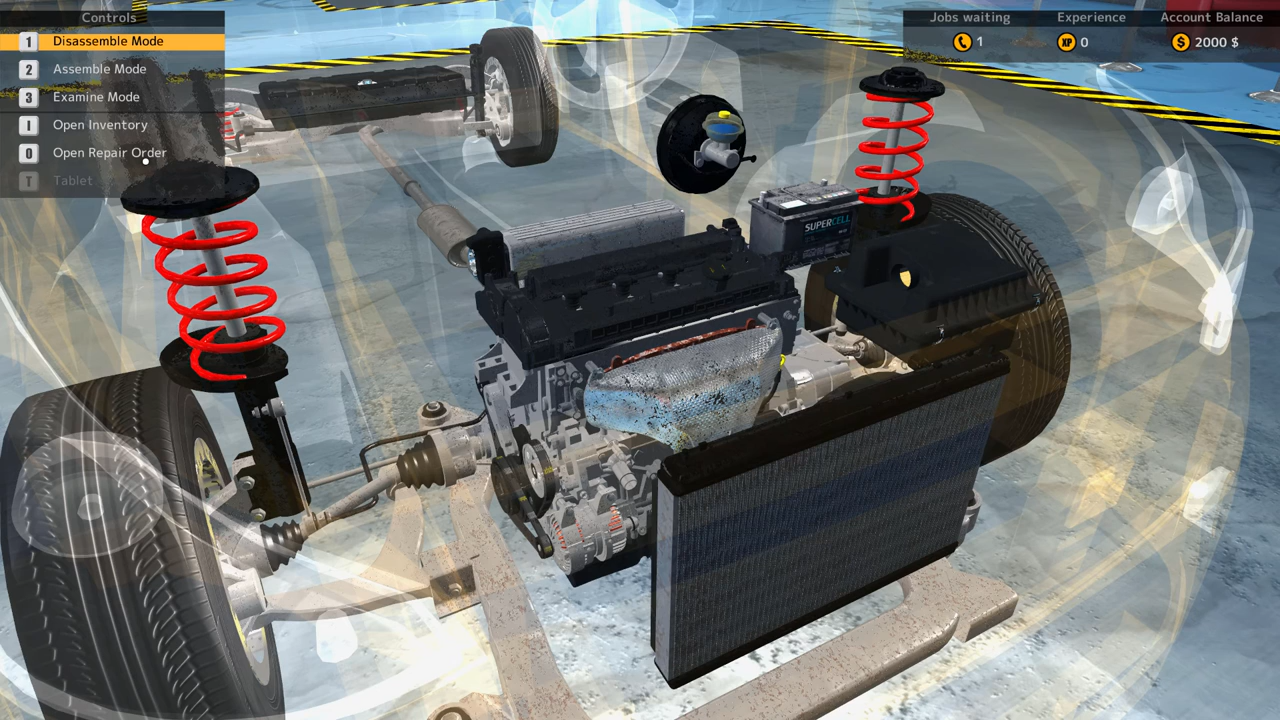 Controls
1 Disassemble Mode
2 Assemble Mode
3 Examine Mode
I Open Inventory
O Open Repair Order
T Tablet
Jobs waiting Experience Account Balance
1 XP 0 $ 2000 $
SUPERCELL